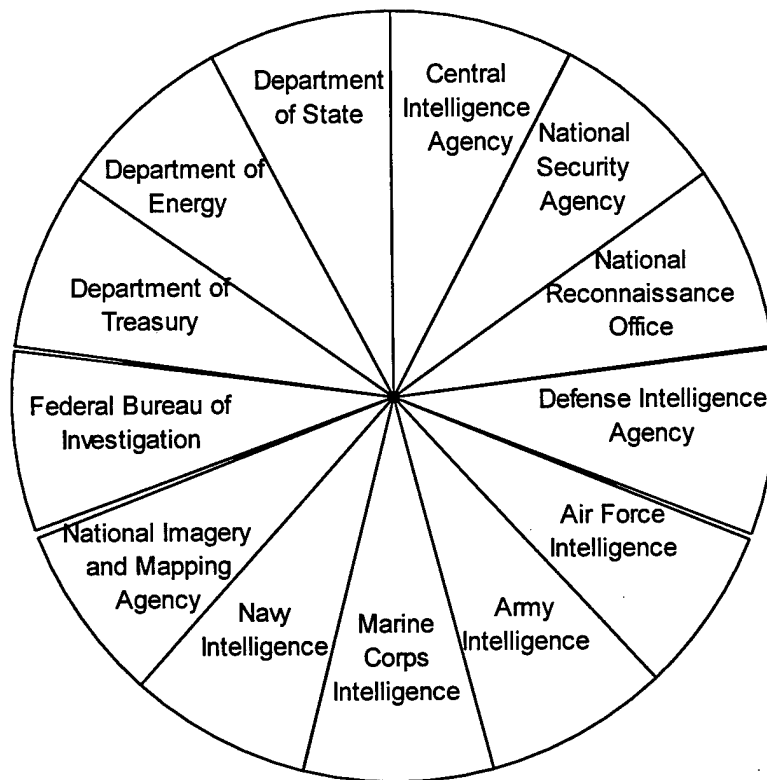 Department
of State
Central
Intelligence
Agency
National
Security
Agency
National
Reconnaissance
Office
Defense Intelligence
Agency
Air Force
Intelligence
Army
Intelligence
Marine
Corps
Intelligence
Navy
Intelligence
National Imagery
and Mapping
Agency
Federal Bureau of
Investigation
Department of
Treasury
Department of
Energy